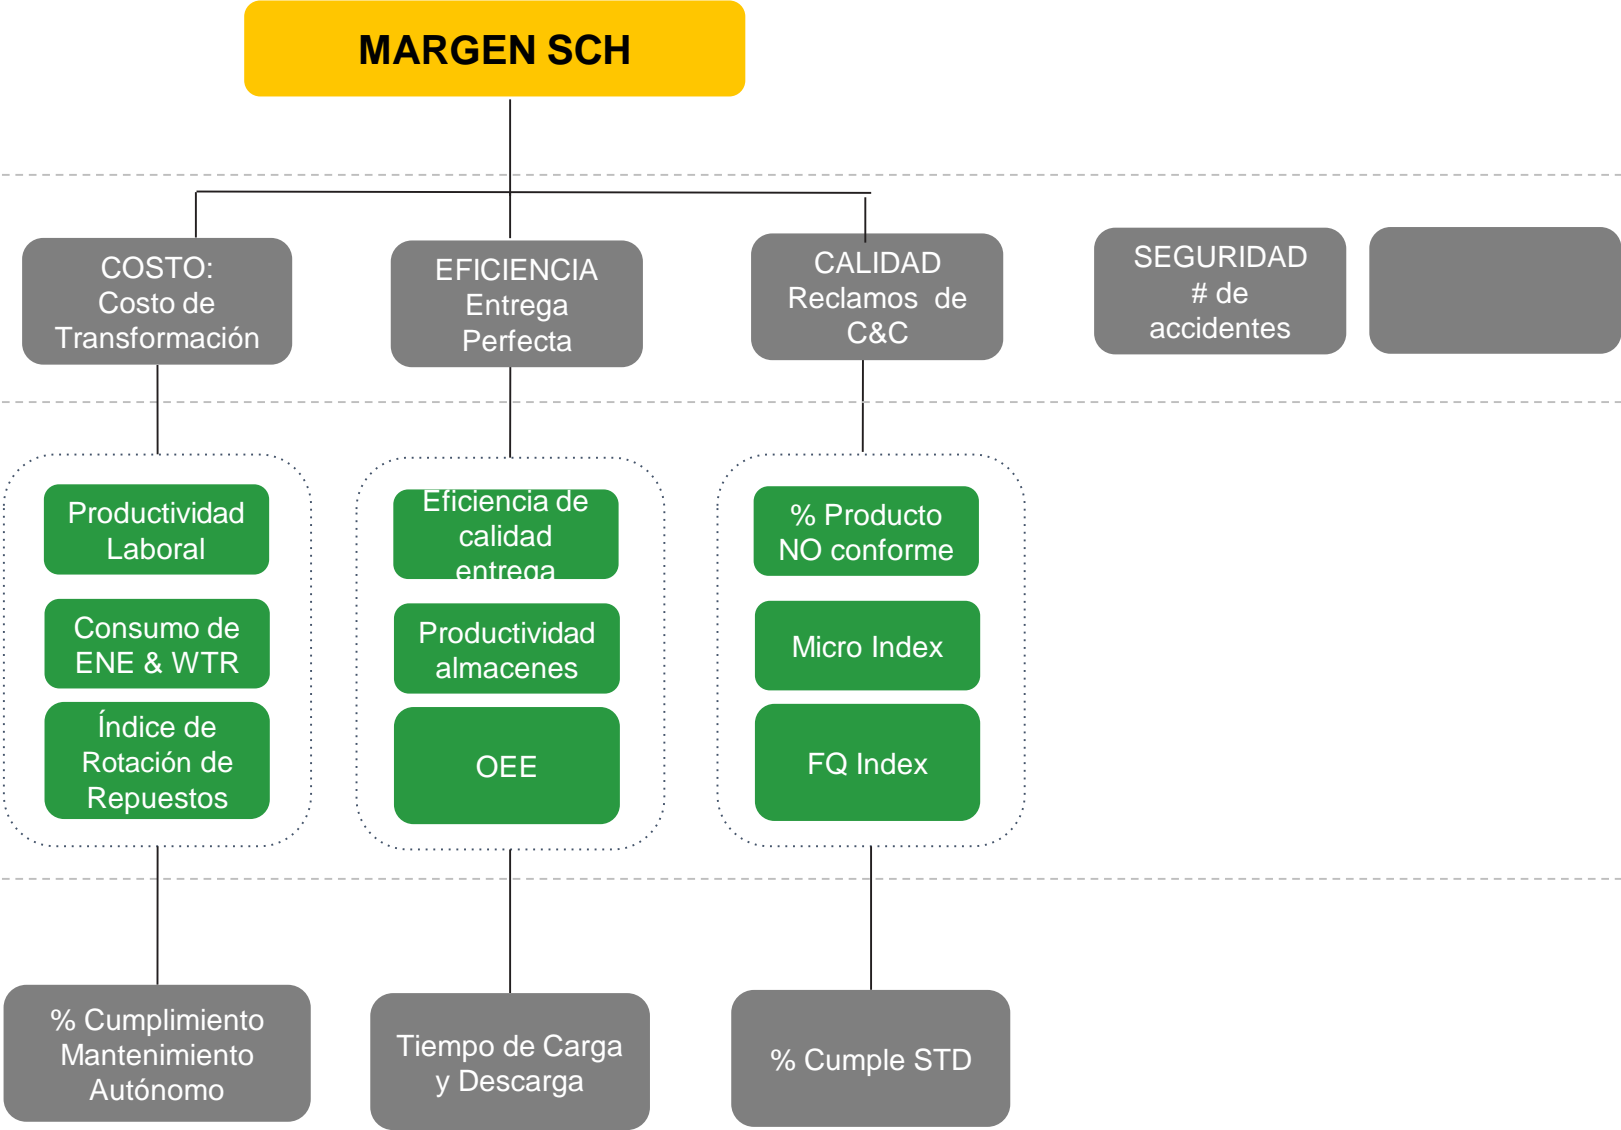 MARGEN SCH
COSTO:
Costo de
Transformación
EFICIENCIA
Entrega
Perfecta
CALIDAD
Reclamos de
C&C
SEGURIDAD
# de
accidentes
Productividad
Laboral
Consumo de
ENE & WTR
Índice de
Rotación de
Repuestos
Eficiencia de
calidad
entrega
Productividad
almacenes
OEE
% Producto
NO conforme
Micro Index
FQ Index
% Cumplimiento
Mantenimiento
Autónomo
Tiempo de Carga
y Descarga
% Cumple STD